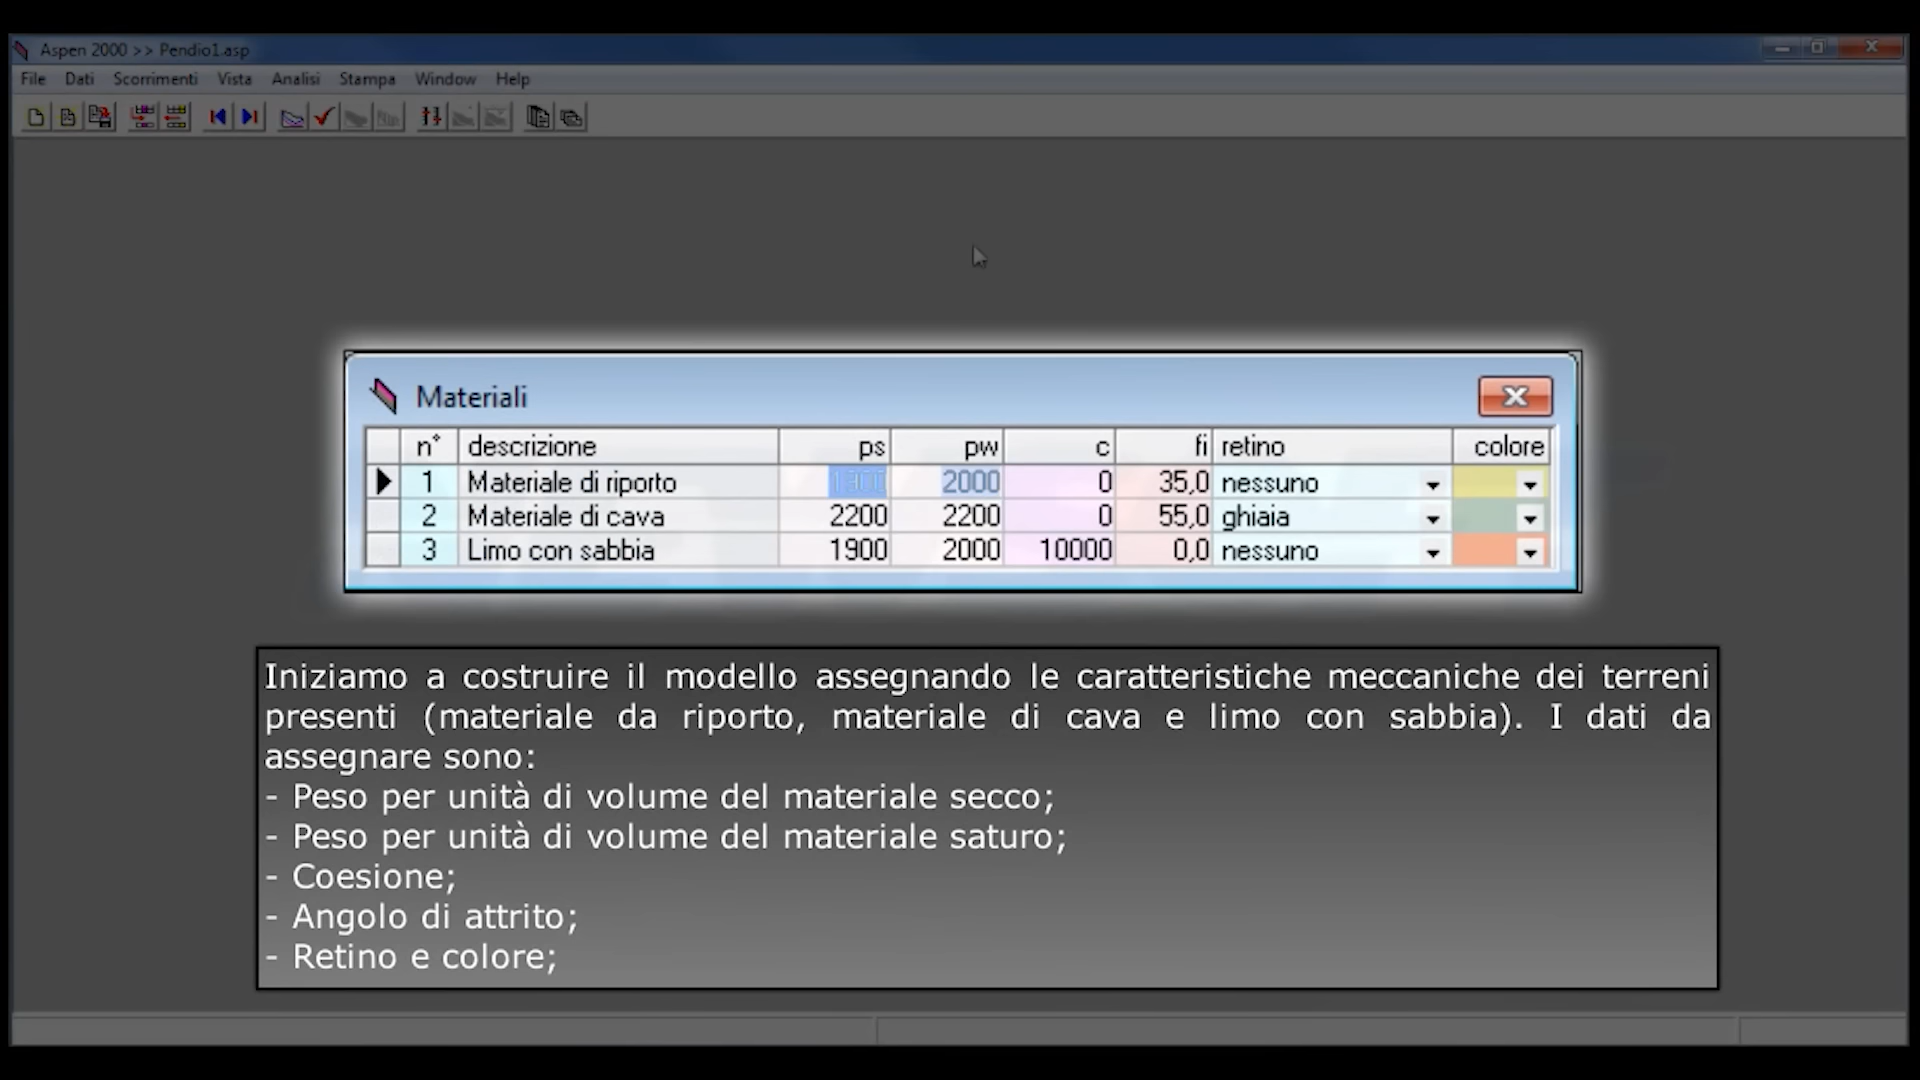 Aspen 2000 >> Pendio1.asp
File Dati Scorrimenti Vista Analisi Stampa Window Help
Materiali
n° descrizione ps pw c fi retino colore
1 Materiale di riporto 1900 2000 0 35,0 nessuno
2 Materiale di cava 2200 2200 0 55,0 ghiaia
3 Limo con sabbia 1900 2000 10000 0,0 nessuno
Iniziamo a costruire il modello assegnando le caratteristiche meccaniche dei terreni
presenti (materiale da riporto, materiale di cava e limo con sabbia). I dati da
assegnare sono:
- Peso per unità di volume del materiale secco;
- Peso per unità di volume del materiale saturo;
- Coesione;
- Angolo di attrito;
- Retino e colore;